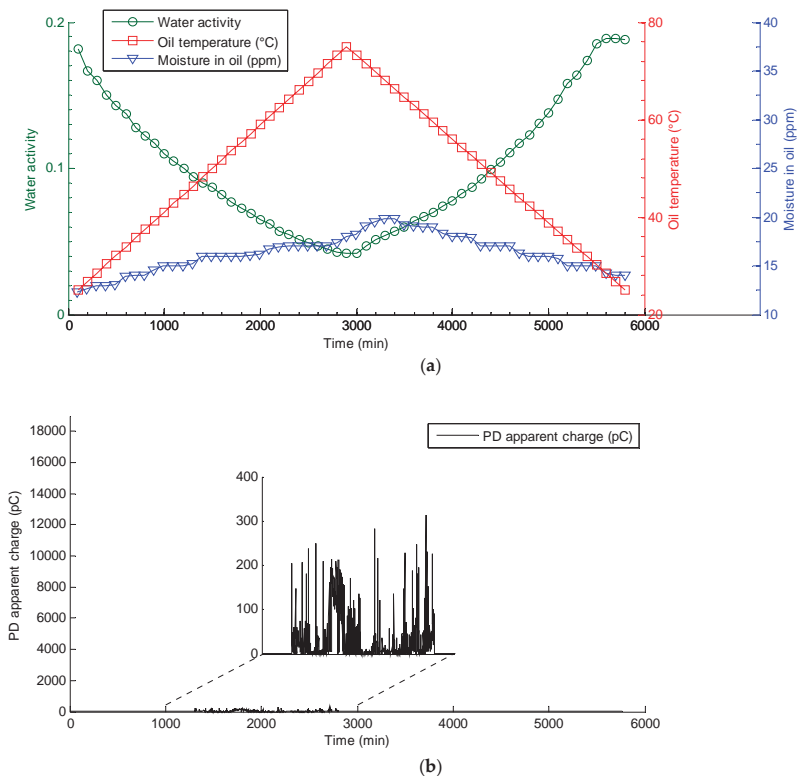 Water activity
Oil temperature (°C)
Moisture in oil (ppm)
0.2
0.1
0
Water activity
80
60
40
20
Oil temperature (°C)
40
35
30
25
20
15
10
Moisture in oil (ppm)
0 1000 2000 3000 4000 5000 6000
Time (min)
(a)
PD apparent charge (pC)
18000
16000
14000
12000
10000
8000
6000
4000
2000
0
PD apparent charge (pC)
400
300
200
100
0
0 1000 2000 3000 4000 5000 6000
Time (min)
(b)